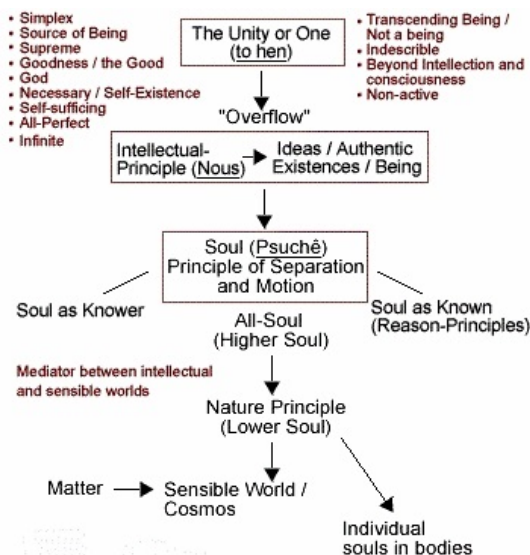 • Simplex
• Source of Being
• Supreme
• Goodness / the Good
• God
• Necessary / Self-Existence
• Self-sufficing
• All-Perfect
• Infinite
The Unity or One
(to hen)
• Transcending Being /
Not a being
• Indescrible
• Beyond Intellection and
consciousness
• Non-active
"Overflow"
Intellectual-
Principle (Nous)
Ideas / Authentic
Existences / Being
Soul (Psuchê)
Principle of Separation
and Motion
Soul as Knower
Soul as Known
(Reason-Principles)
All-Soul
(Higher Soul)
Mediator between intellectual
and sensible worlds
Nature Principle
(Lower Soul)
Matter
Sensible World /
Cosmos
Individual
souls in bodies